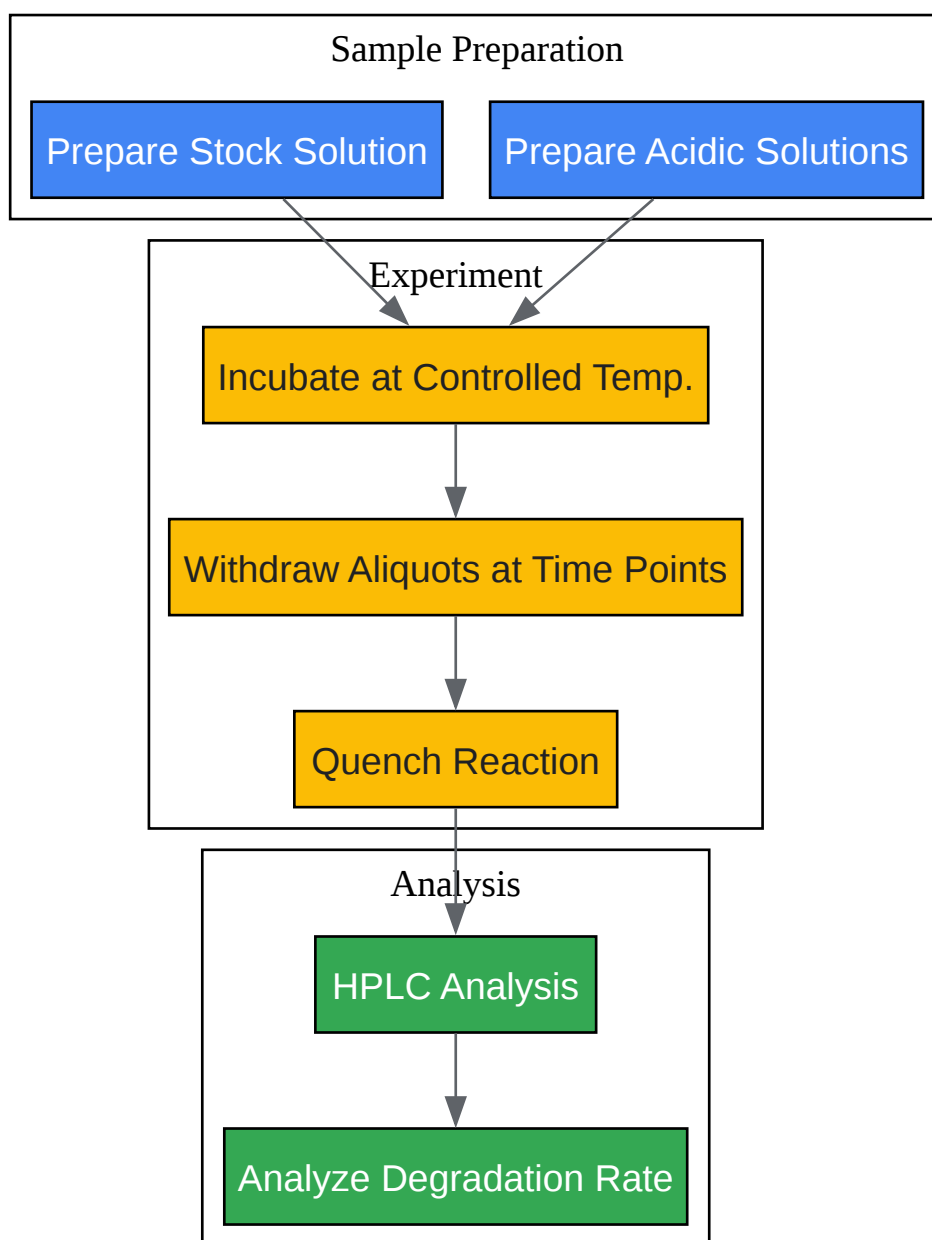 Sample Preparation
Prepare Stock Solution
Prepare Acidic Solutions
Experiment
Incubate at Controlled Temp.
Withdraw Aliquots at Time Points
Quench Reaction
Analysis
HPLC Analysis
Analyze Degradation Rate